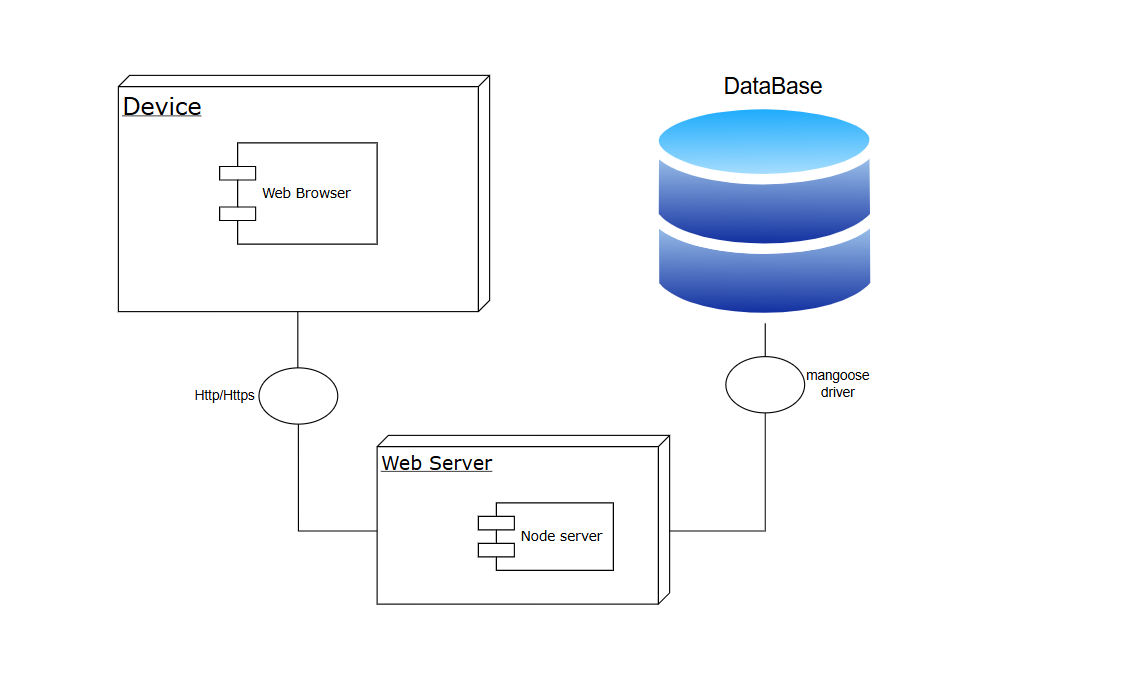 DataBase
Device
Web Browser
Http/Https
mangoose
driver
Web Server
Node server